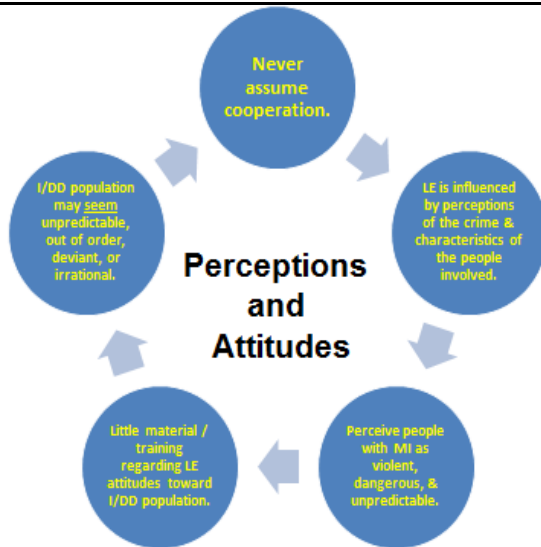 Never
assume
cooperation.
LE is influenced
by perceptions
of the crime &
characteristics of
the people
involved.
Perceive people
with MI as
violent,
dangerous, &
unpredictable.
Little material /
training
regarding LE
attitudes toward
I/DD population.
I/DD population
may seem
unpredictable,
out of order,
deviant, or
irrational.
Perceptions
and
Attitudes